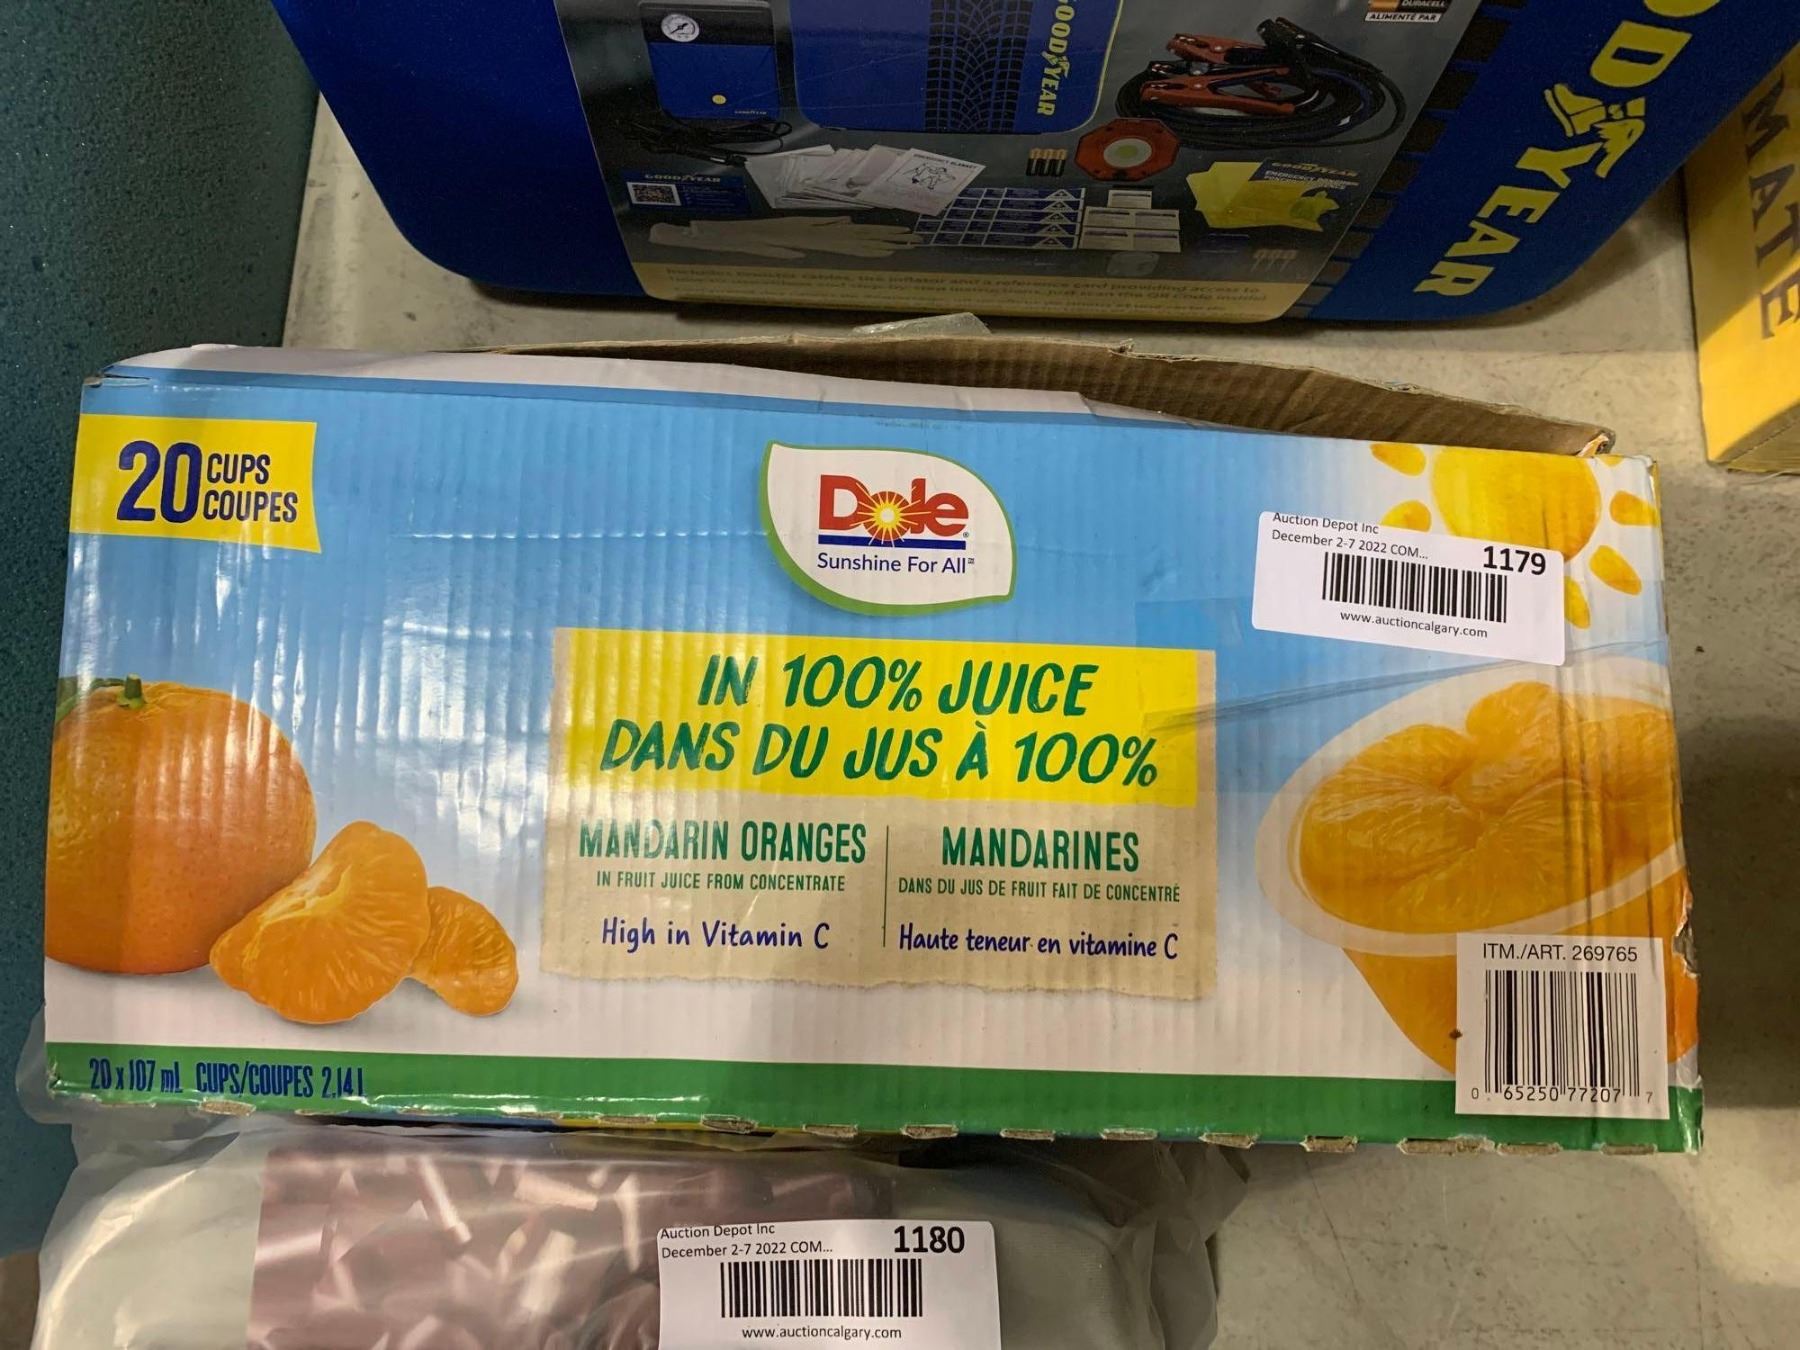 DURACELL
ALIMENTÉ PAR
GOODYEAR
GOODYEAR
GOODYEAR
EMERGENCY BLANKET
GOODYEAR
MATE
20 CUPS
COUPES
Dole
Sunshine For All
Auction Depot Inc
December 2-7 2022 COM...
1179
www.auctioncalgary.com
IN 100% JUICE
DANS DU JUS À 100%
MANDARIN ORANGES
IN FRUIT JUICE FROM CONCENTRATE
High in Vitamin C
MANDARINES
DANS DU JUS DE FRUIT FAIT DE CONCENTRÉ
Haute teneur en vitamine C
ITM./ART. 269765
0 65250 77207 7
20 x 107 mL CUPS/COUPES 2.14 L
Auction Depot Inc
December 2-7 2022 COM...
1180
www.auctioncalgary.com